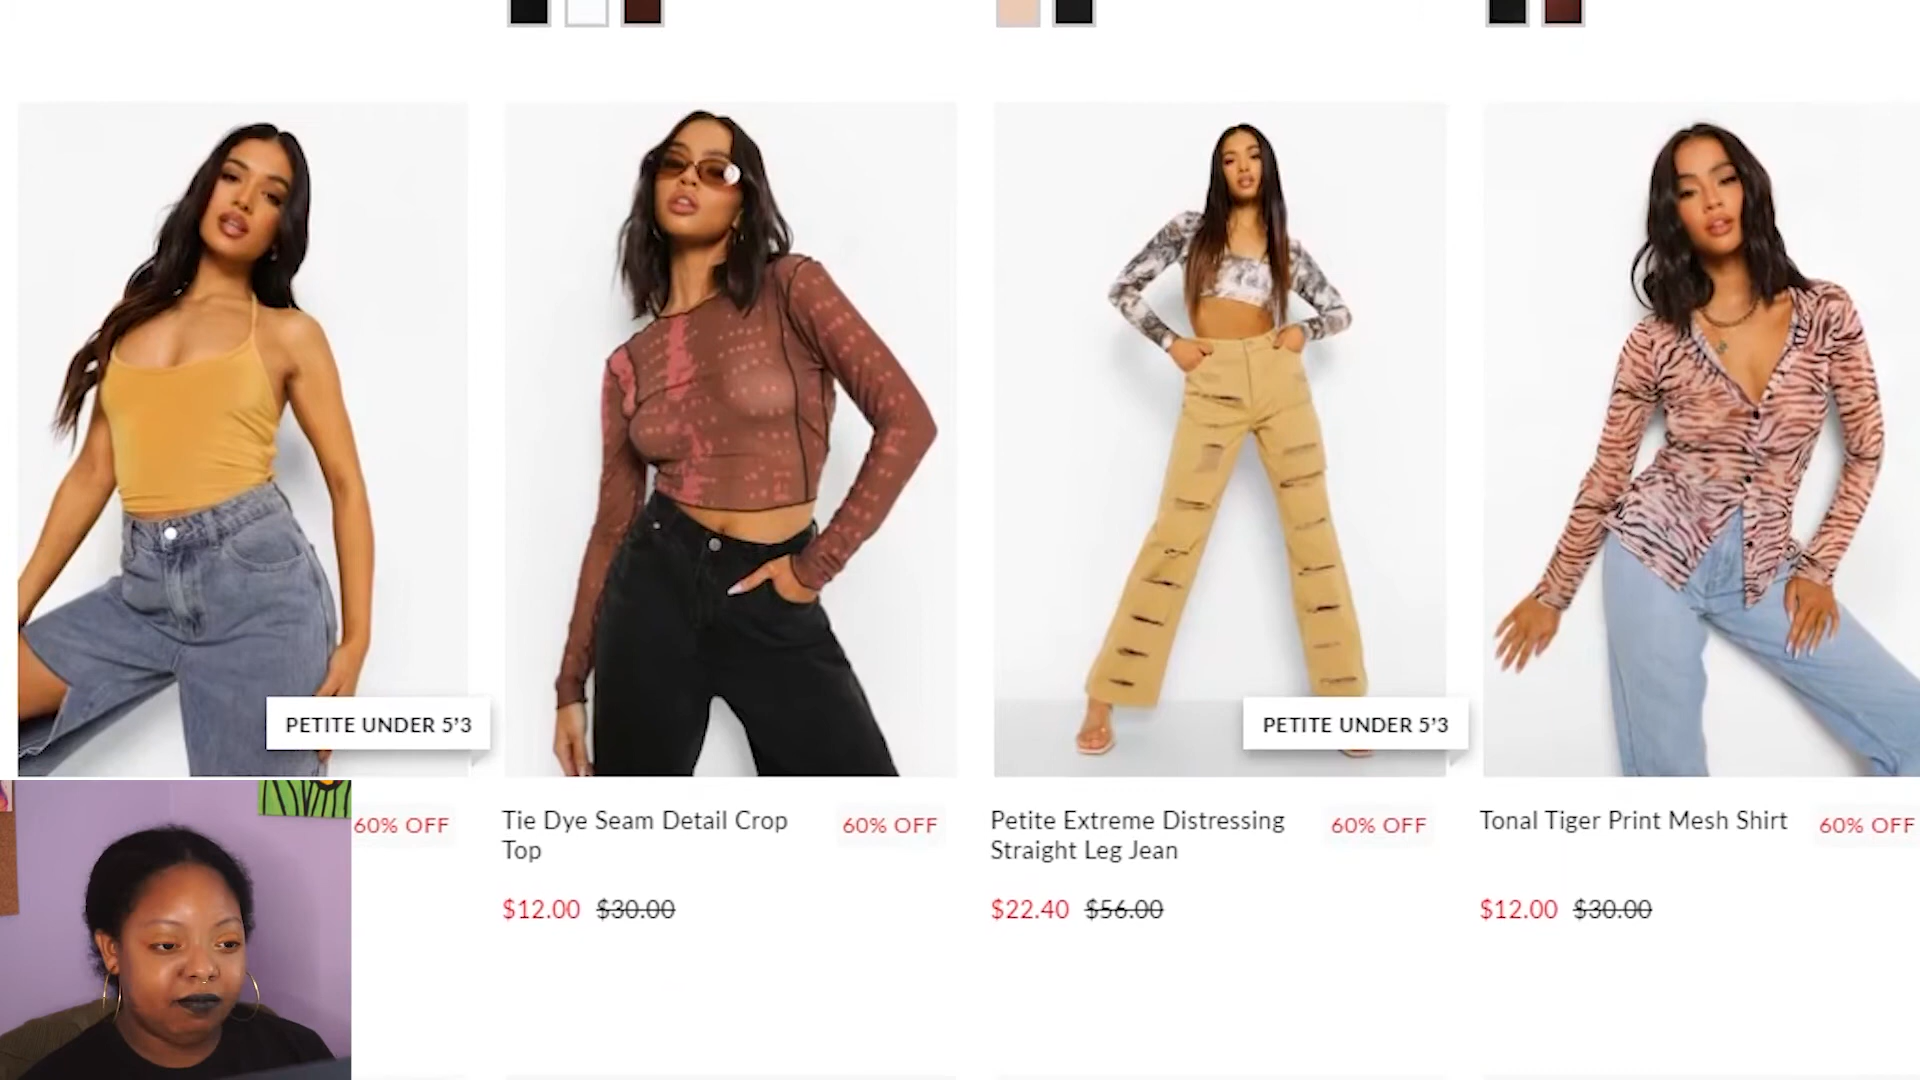 PETITE UNDER 5'3
PETITE UNDER 5'3
60% OFF
Tie Dye Seam Detail Crop
Top
60% OFF
$12.00 $30.00
Petite Extreme Distressing
Straight Leg Jean
60% OFF
$22.40 $56.00
Tonal Tiger Print Mesh Shirt
60% OFF
$12.00 $30.00